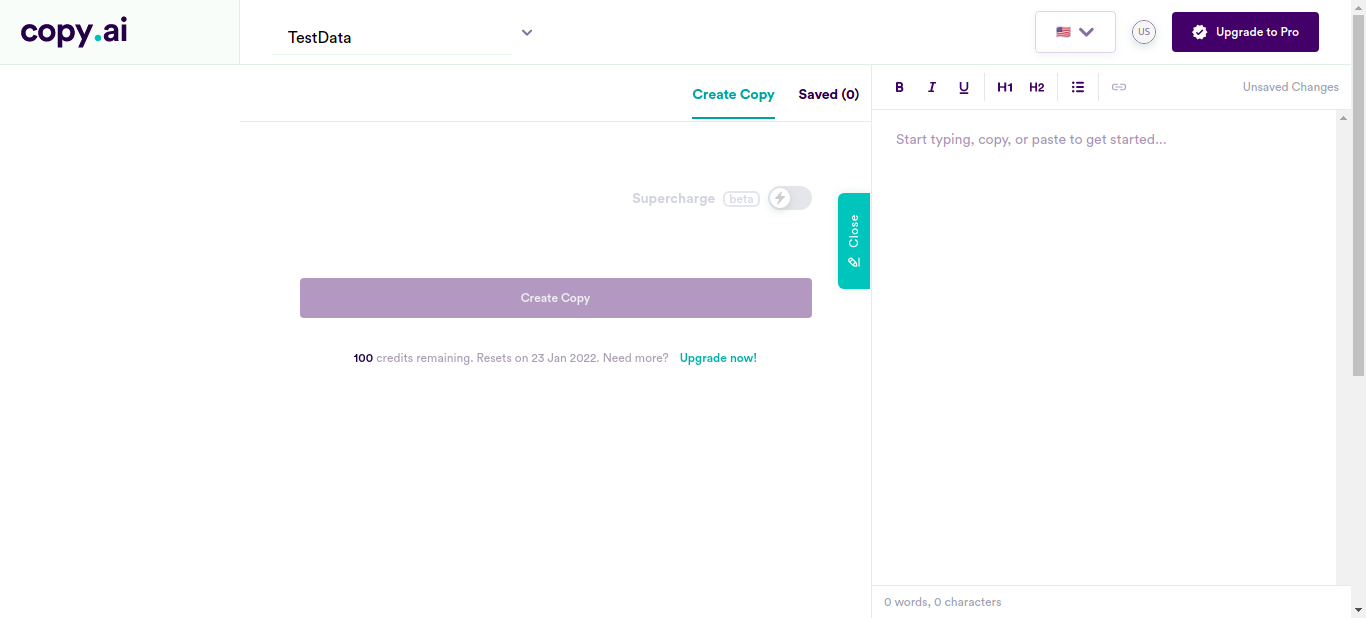 copy.ai
TestData
US
Upgrade to Pro
Create Copy
Saved (0)
B I U H1 H2
Unsaved Changes
Start typing, copy, or paste to get started...
Supercharge beta
Close
Create Copy
100 credits remaining. Resets on 23 Jan 2022. Need more? Upgrade now!
0 words, 0 characters